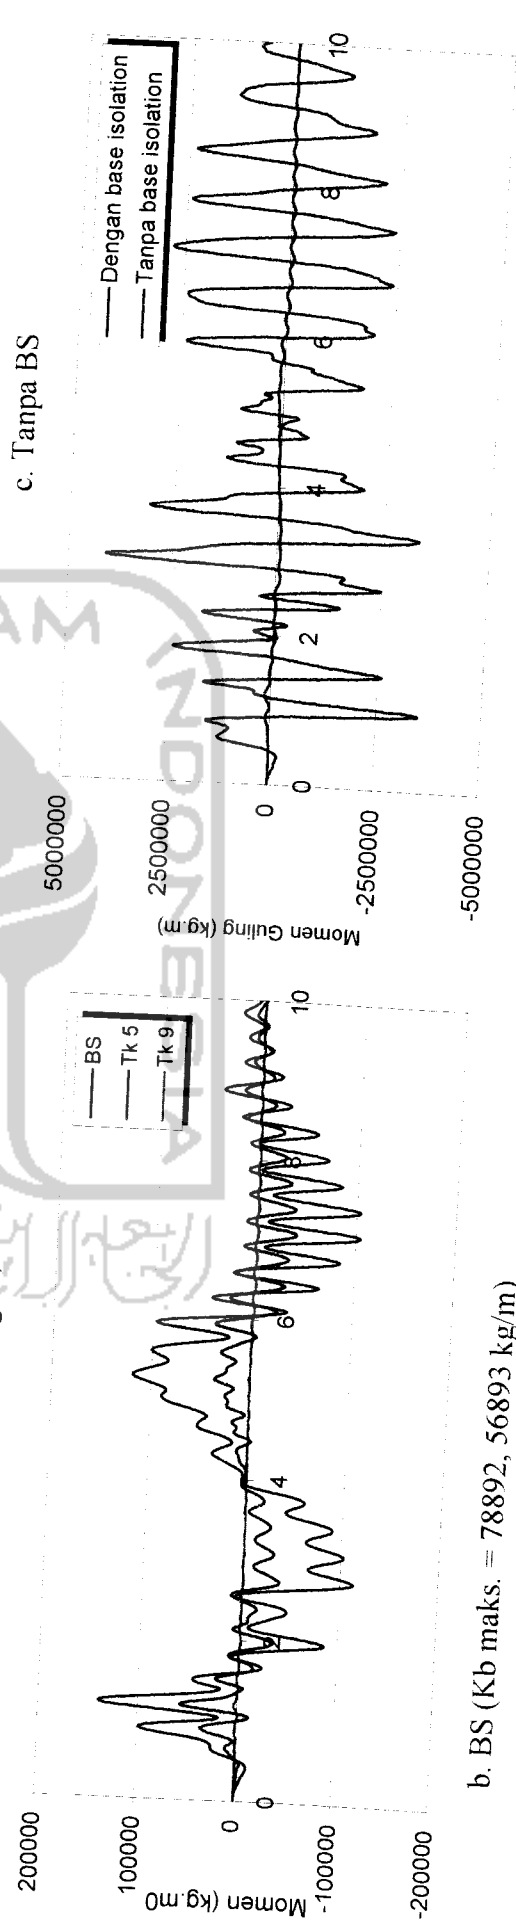 200000
100000
0
-100000
-200000
Momen (kg.m0
0
4
6
8
10
BS
Tk 5
Tk 9
b. BS (Kb maks. = 78892, 56893 kg/m)
5000000
2500000
0
-2500000
-5000000
Momen Guling (kg.m)
0
2
4
6
8
10
Dengan base isolation
Tanpa base isolation
c. Tanpa BS
AM
INDONESIA